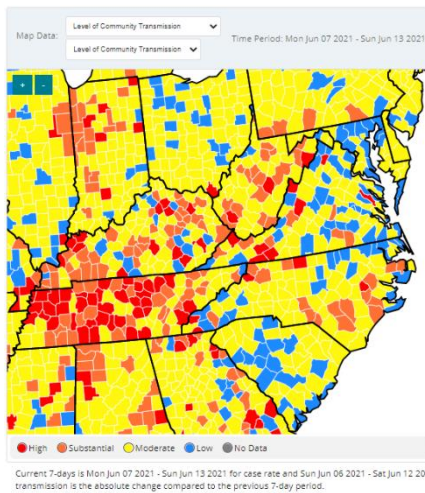 Map Data:
Level of Community Transmission
Level of Community Transmission
Time Period: Mon Jun 07 2021 - Sun Jun 13 2021
+ -
High Substantial Moderate Low No Data
Current 7-days is Mon Jun 07 2021 - Sun Jun 13 2021 for case rate and Sun Jun 06 2021 - Sat Jun 12 20
transmission is the absolute change compared to the previous 7-day period.